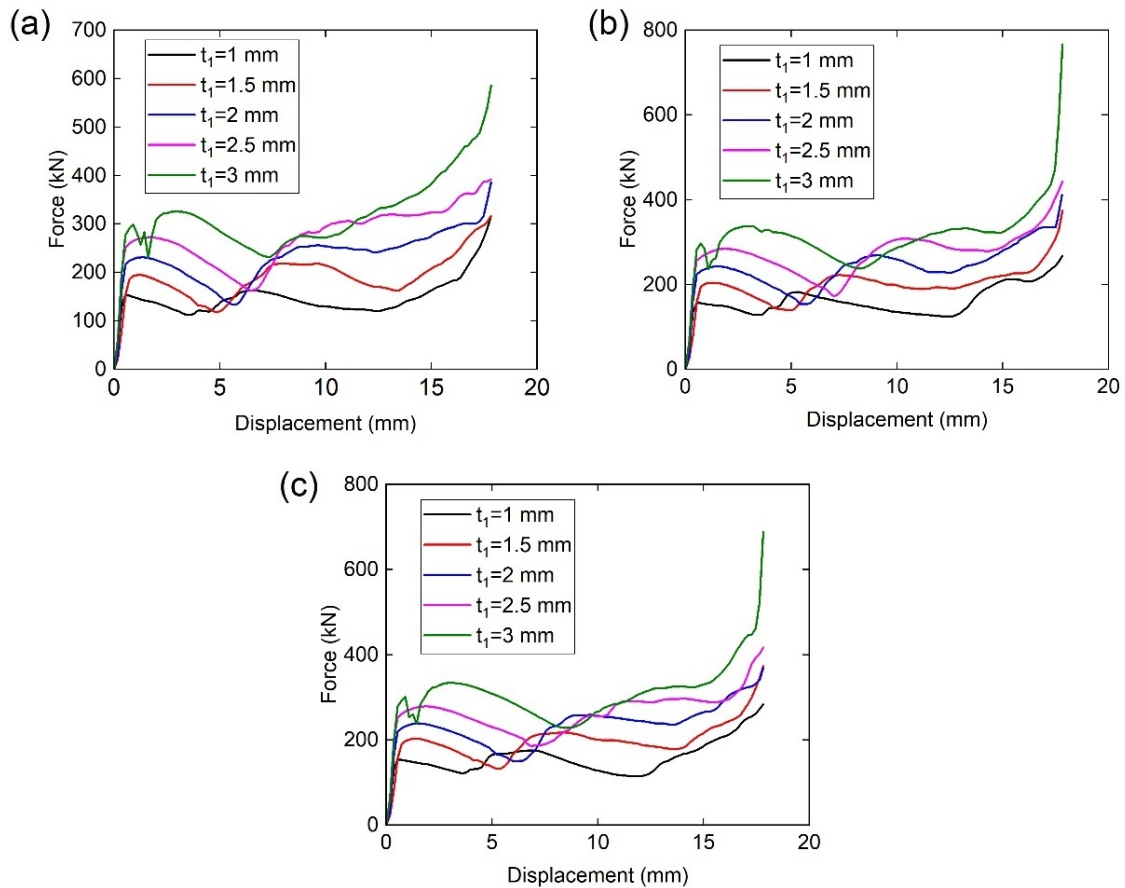 (a)
700
600
500
400
300
200
100
0
Force (kN)
t₁=1 mm
t₁=1.5 mm
t₁=2 mm
t₁=2.5 mm
t₁=3 mm
0 5 10 15 20
Displacement (mm)
(b)
800
600
400
200
0
Force (kN)
t₁=1 mm
t₁=1.5 mm
t₁=2 mm
t₁=2.5 mm
t₁=3 mm
0 5 10 15 20
Displacement (mm)
(c)
800
600
400
200
0
Force (kN)
t₁=1 mm
t₁=1.5 mm
t₁=2 mm
t₁=2.5 mm
t₁=3 mm
0 5 10 15 20
Displacement (mm)